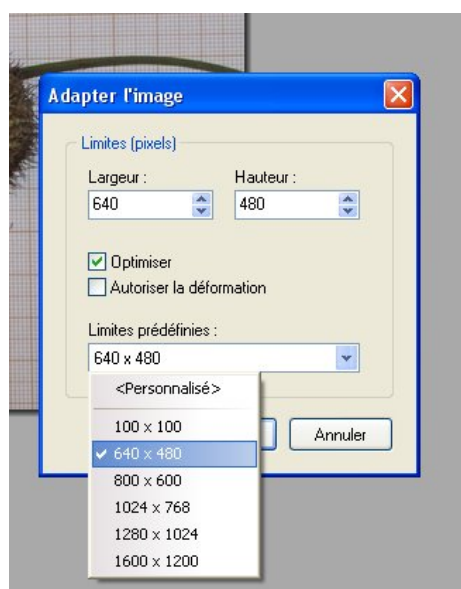 Adapter l'image
Limites (pixels)
Largeur :
Hauteur :
640
480
Optimiser
Autoriser la déformation
Limites prédéfinies :
640 x 480
<Personnalisé>
100 x 100
640 x 480
800 x 600
1024 x 768
1280 x 1024
1600 x 1200
Annuler